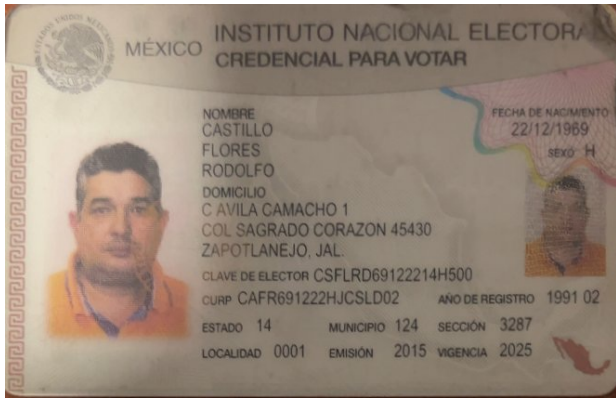 MÉXICO INSTITUTO NACIONAL ELECTORAL
CREDENCIAL PARA VOTAR
NOMBRE
CASTILLO
FLORES
RODOLFO
FECHA DE NACIMIENTO
22/12/1969
SEXO H
DOMICILIO
C AVILA CAMACHO 1
COL SAGRADO CORAZON 45430
ZAPOTLANEJO, JAL.
CLAVE DE ELECTOR CSFLRD69122214H500
CURP CAFR691222HJCSLD02 AÑO DE REGISTRO 1991 02
ESTADO 14 MUNICIPIO 124 SECCIÓN 3287
LOCALIDAD 0001 EMISIÓN 2015 VIGENCIA 2025